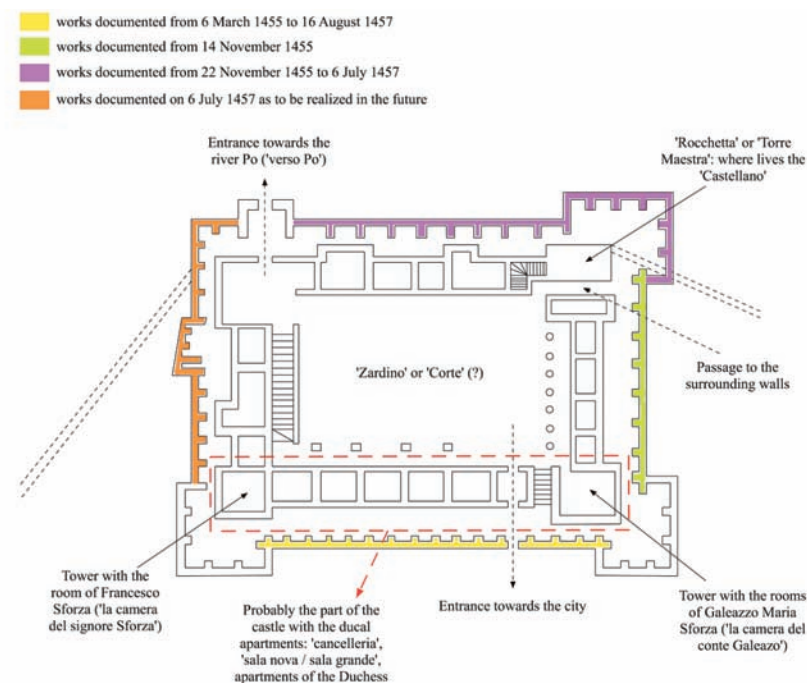 works documented from 6 March 1455 to 16 August 1457
works documented from 14 November 1455
works documented from 22 November 1455 to 6 July 1457
works documented on 6 July 1457 as to be realized in the future
Entrance towards the
river Po ('verso Po')
'Rocchetta' or 'Torre
Maestra': where lives the
'Castellano'
'Zardino' or 'Corte' (?)
Passage to the
surrounding walls
Tower with the
room of Francesco
Sforza ('la camera
del signore Sforza')
Probably the part of the
castle with the ducal
apartments: 'cancelleria',
'sala nova / sala grande',
apartments of the Duchess
Entrance towards the city
Tower with the rooms
of Galeazzo Maria
Sforza ('la camera del
conte Galeazo')